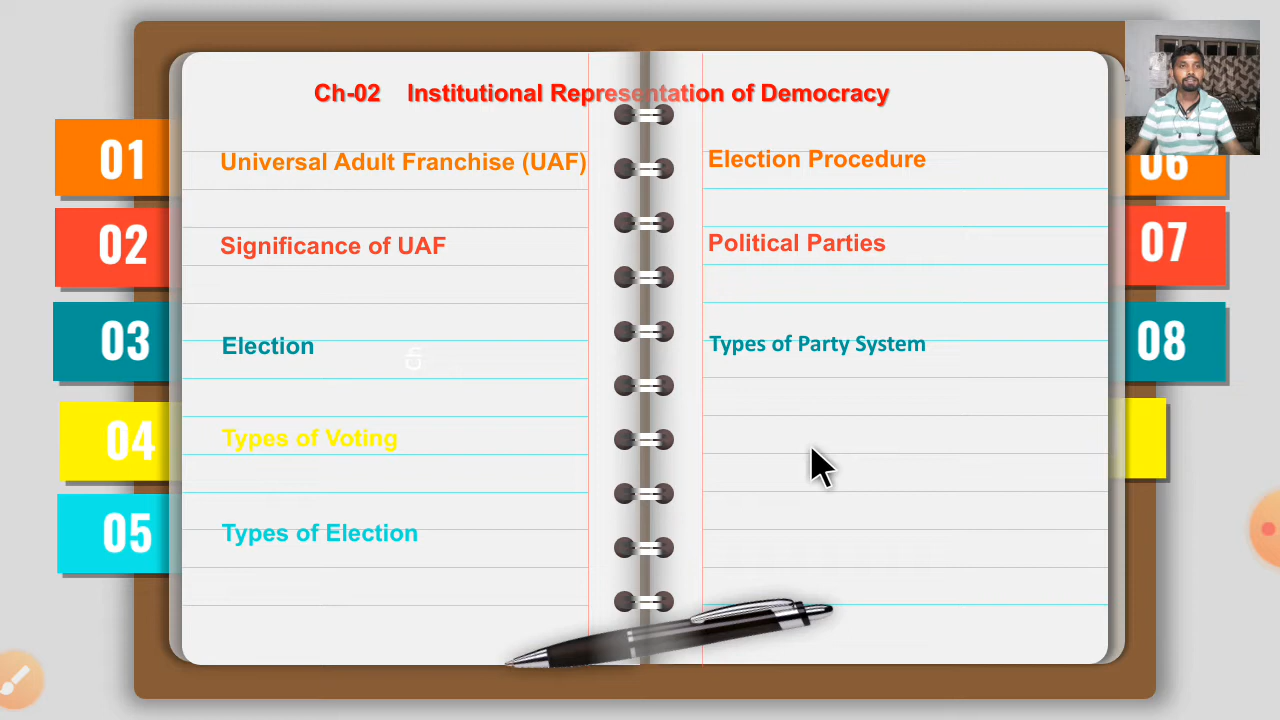 Ch-02 Institutional Representation of Democracy
01 Universal Adult Franchise (UAF)
02 Significance of UAF
03 Election
Ch
04 Types of Voting
05 Types of Election
06 Election Procedure
07 Political Parties
08 Types of Party System